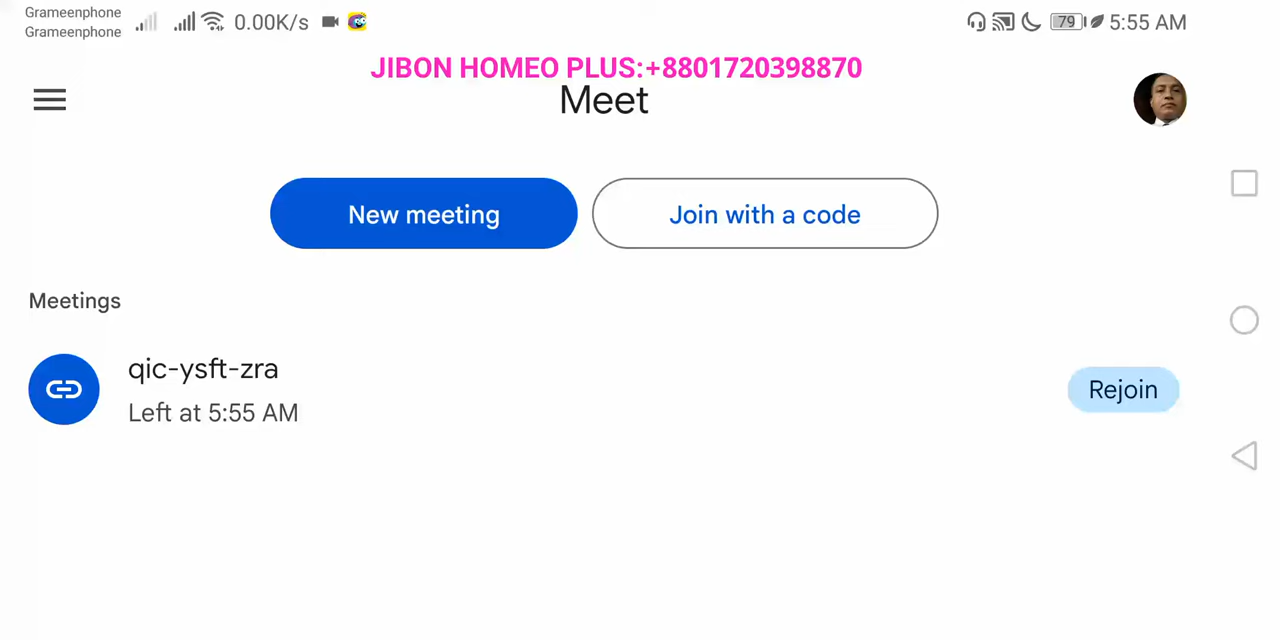 Grameenphone
Grameenphone
0.00K/s
79
5:55 AM
JIBON HOMEO PLUS:+8801720398870
Meet
New meeting
Join with a code
Meetings
qic-ysft-zra
Left at 5:55 AM
Rejoin